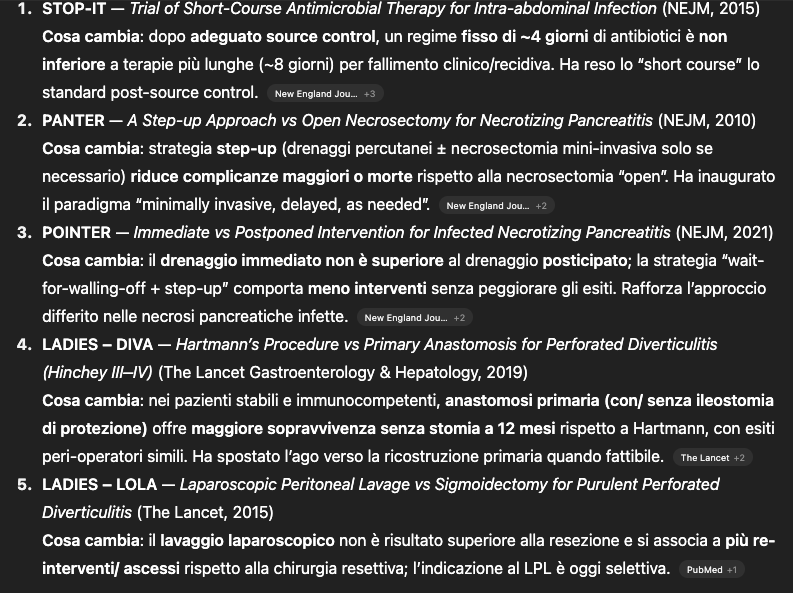 1. STOP-IT — Trial of Short-Course Antimicrobial Therapy for Intra-abdominal Infection (NEJM, 2015)
Cosa cambia: dopo adeguato source control, un regime fisso di ~4 giorni di antibiotici è non
inferiore a terapie più lunghe (~8 giorni) per fallimento clinico/recidiva. Ha reso lo “short course” lo
standard post-source control. New England Jou... +3
2. PANTER — A Step-up Approach vs Open Necrosectomy for Necrotizing Pancreatitis (NEJM, 2010)
Cosa cambia: strategia step-up (drenaggi percutanei ± necrosectomia mini-invasiva solo se
necessario) riduce complicanze maggiori o morte rispetto alla necrosectomia “open”. Ha inaugurato
il paradigma “minimally invasive, delayed, as needed”. New England Jou... +2
3. POINTER — Immediate vs Postponed Intervention for Infected Necrotizing Pancreatitis (NEJM, 2021)
Cosa cambia: il drenaggio immediato non è superiore al drenaggio posticipato; la strategia “wait-
for-walling-off + step-up” comporta meno interventi senza peggiorare gli esiti. Rafforza l’approccio
differito nelle necrosi pancreatiche infette. New England Jou... +2
4. LADIES – DIVA — Hartmann’s Procedure vs Primary Anastomosis for Perforated Diverticulitis
(Hinchey III–IV) (The Lancet Gastroenterology & Hepatology, 2019)
Cosa cambia: nei pazienti stabili e immunocompetenti, anastomosi primaria (con/ senza ileostomia
di protezione) offre maggiore sopravvivenza senza stomia a 12 mesi rispetto a Hartmann, con esiti
peri-operatori simili. Ha spostato l’ago verso la ricostruzione primaria quando fattibile. The Lancet +2
5. LADIES – LOLA — Laparoscopic Peritoneal Lavage vs Sigmoidectomy for Purulent Perforated
Diverticulitis (The Lancet, 2015)
Cosa cambia: il lavaggio laparoscopico non è risultato superiore alla resezione e si associa a più re-
interventi/ ascessi rispetto alla chirurgia resettiva; l’indicazione al LPL è oggi selettiva. PubMed +1